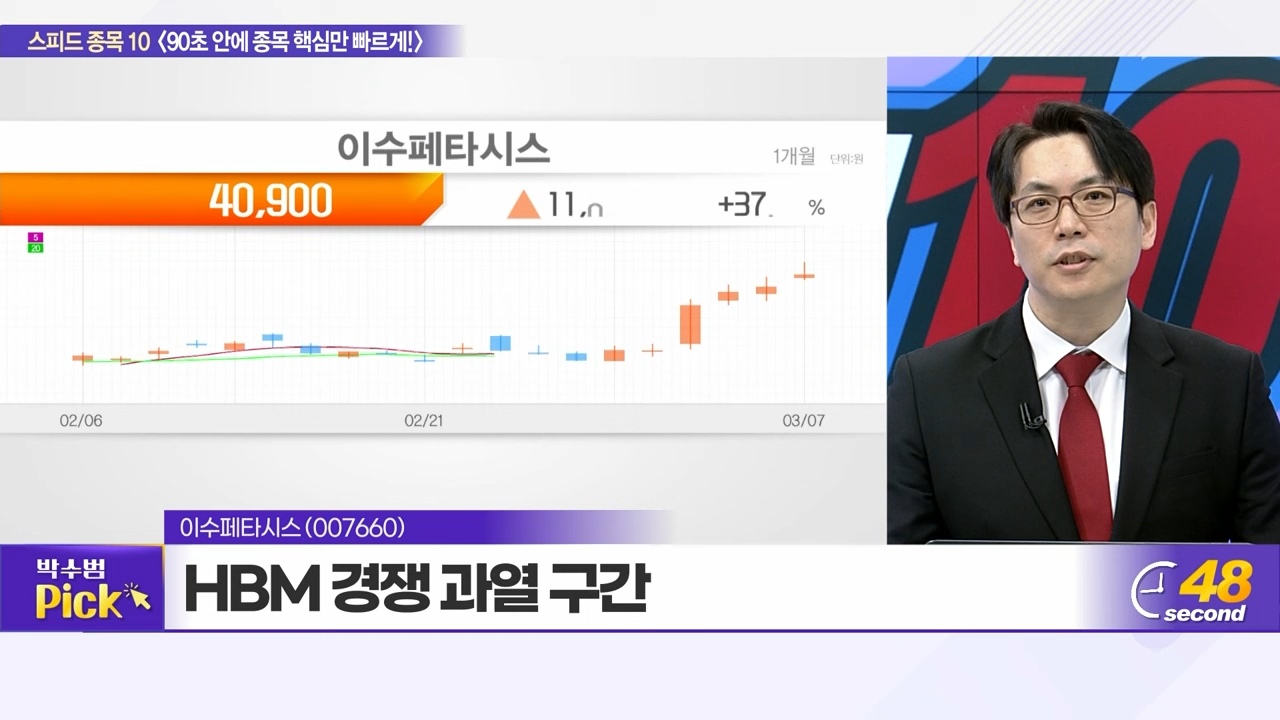 스피드 종목 10 〈90초 안에 종목 핵심만 빠르게!〉
이수페타시스
1개월 단위:원
40,900 ▲ 11, +37 %
5
20
02/06 02/21 03/07
이수페타시스 (007660)
박수범
Pick
HBM 경쟁 과열 구간
48
second
10